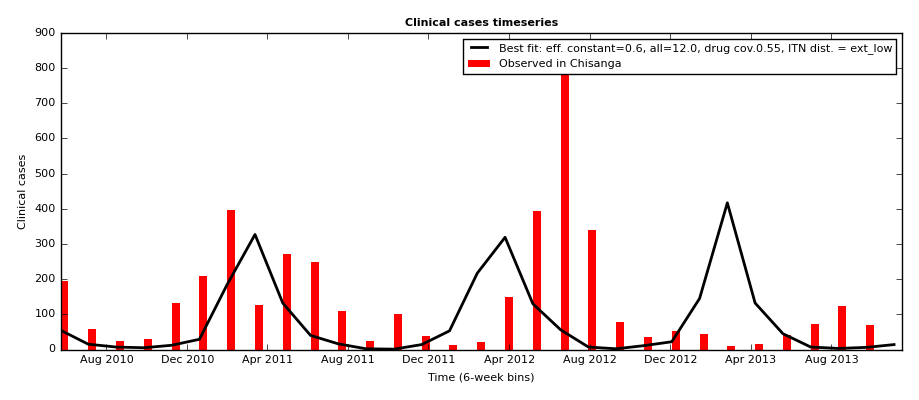 Clinical cases timeseries
Best fit: eff. constant=0.6, all=12.0, drug cov.0.55, ITN dist. = ext_low
Observed in Chisanga
Clinical cases
900
800
700
600
500
400
300
200
100
0
Aug 2010 Dec 2010 Apr 2011 Aug 2011 Dec 2011 Apr 2012 Aug 2012 Dec 2012 Apr 2013 Aug 2013
Time (6-week bins)